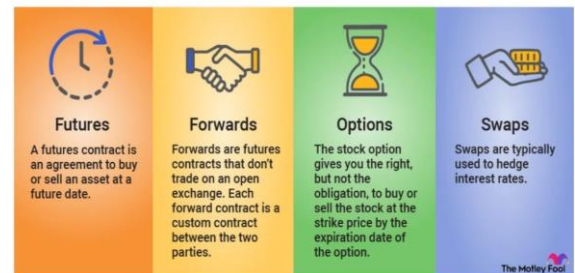 Futures
A futures contract is
an agreement to buy
or sell an asset at a
future date.
Forwards
Forwards are futures
contracts that don't
trade on an open
exchange. Each
forward contract is a
custom contract
between the two
parties.
Options
The stock option
gives you the right,
but not the
obligation, to buy or
sell the stock at the
strike price by the
expiration date of
the option.
Swaps
Swaps are typically
used to hedge
interest rates.
The Motley Fool